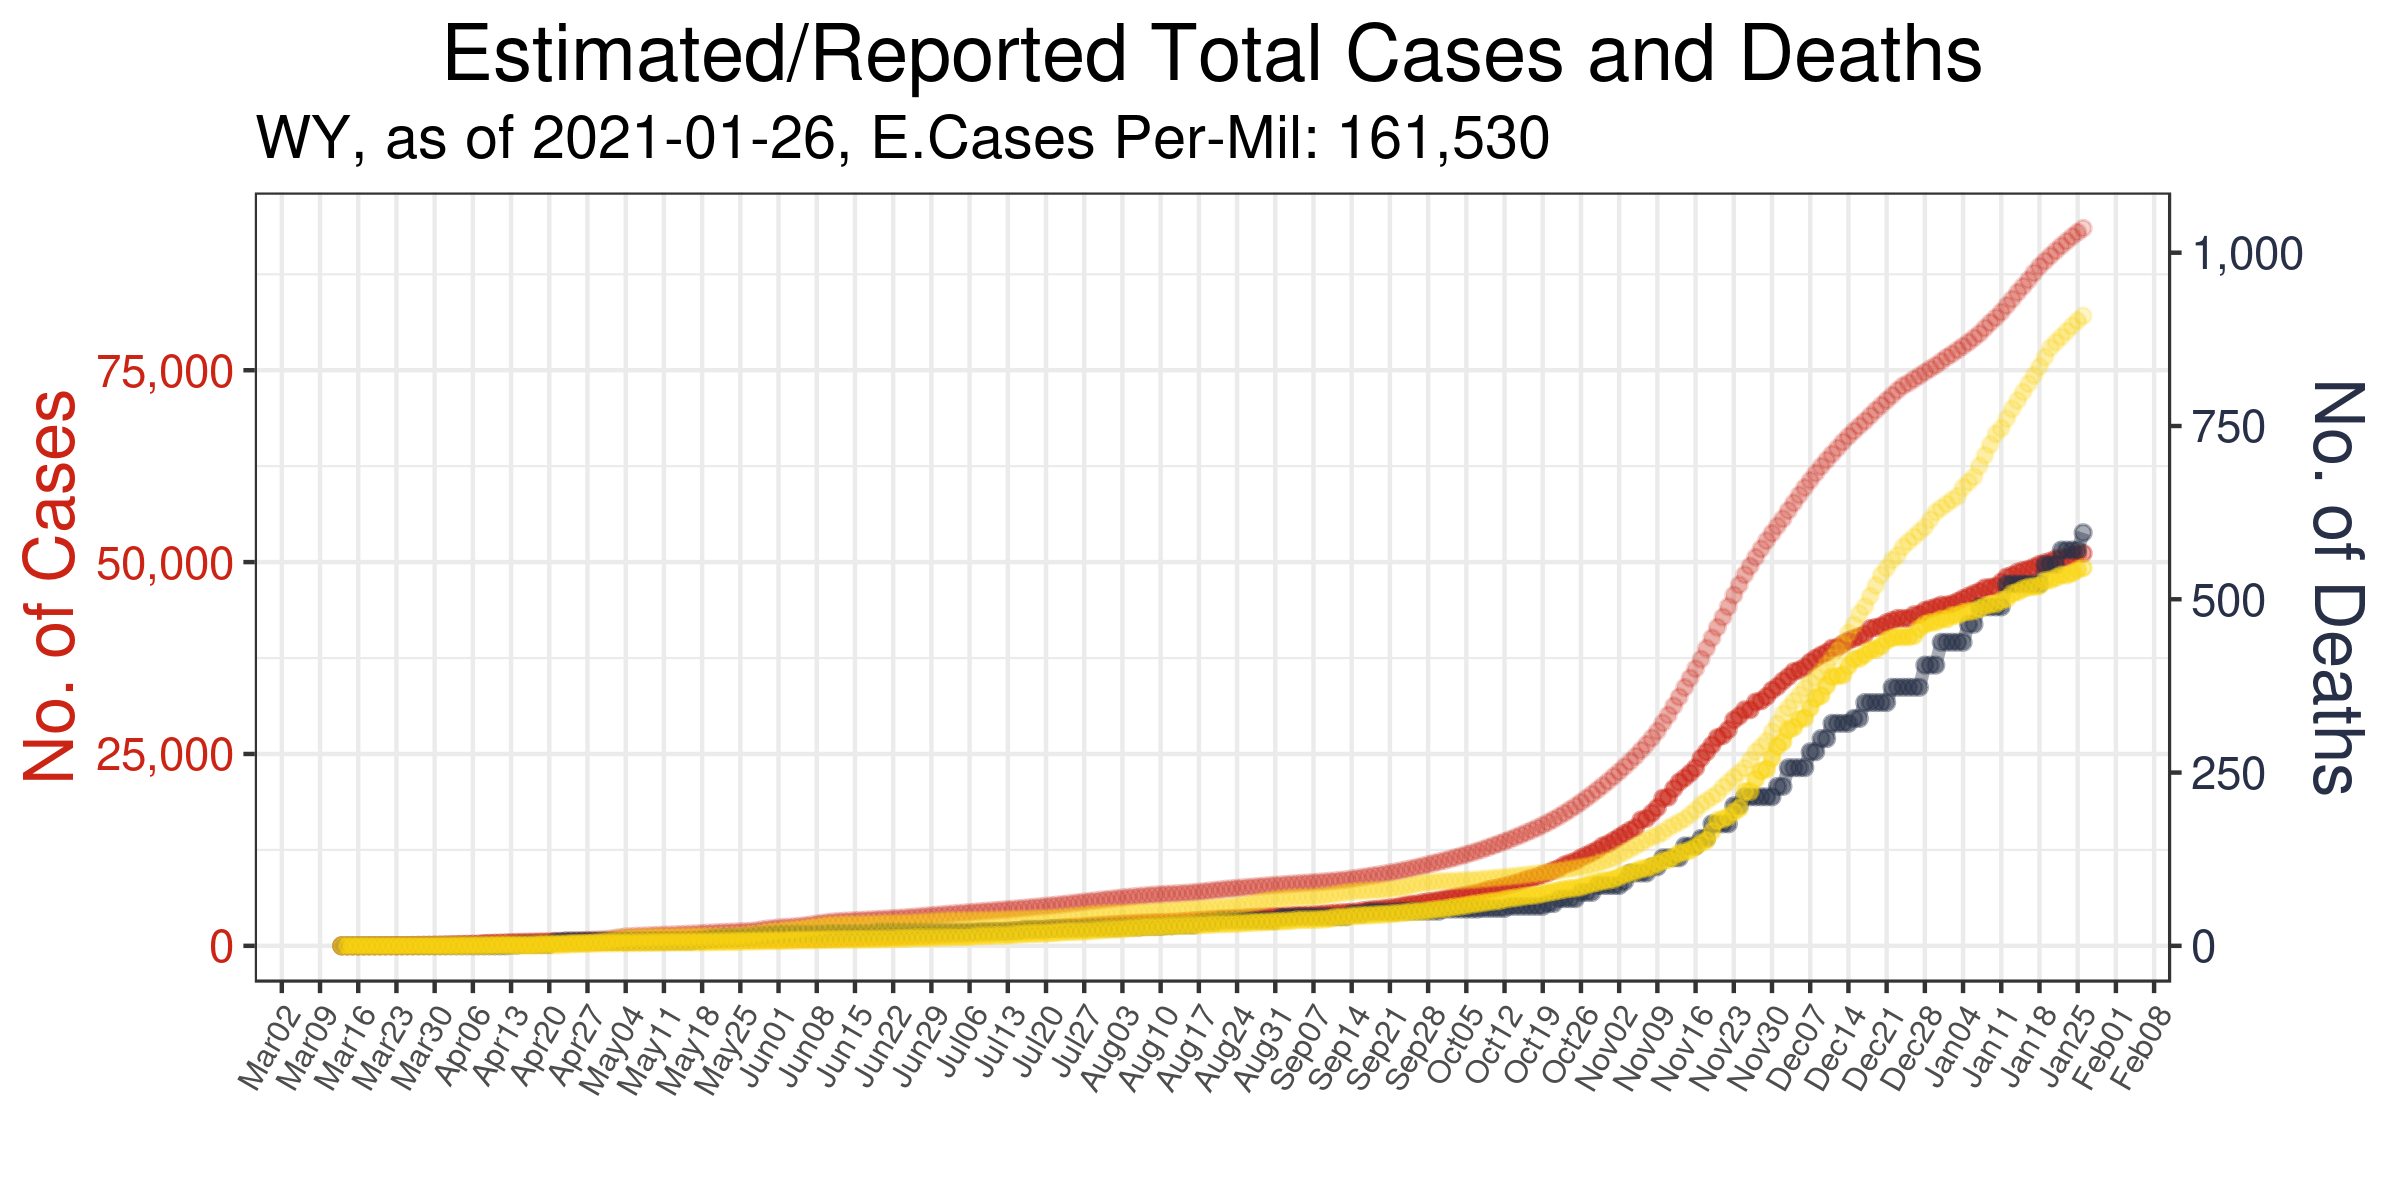 Estimated/Reported Total Cases and Deaths
WY, as of 2021-01-26, E.Cases Per-Mil: 161,530
No. of Cases
75,000
50,000
25,000
0
1,000
750
500
250
0
No. of Deaths
Mar02
Mar09
Mar16
Mar23
Mar30
Apr06
Apr13
Apr20
Apr27
May04
May11
May18
May25
Jun01
Jun08
Jun15
Jun22
Jun29
Jul06
Jul13
Jul20
Jul27
Aug03
Aug10
Aug17
Aug24
Aug31
Sep07
Sep14
Sep21
Sep28
Oct05
Oct12
Oct19
Oct26
Nov02
Nov09
Nov16
Nov23
Nov30
Dec07
Dec14
Dec21
Dec28
Jan04
Jan11
Jan18
Jan25
Feb01
Feb08